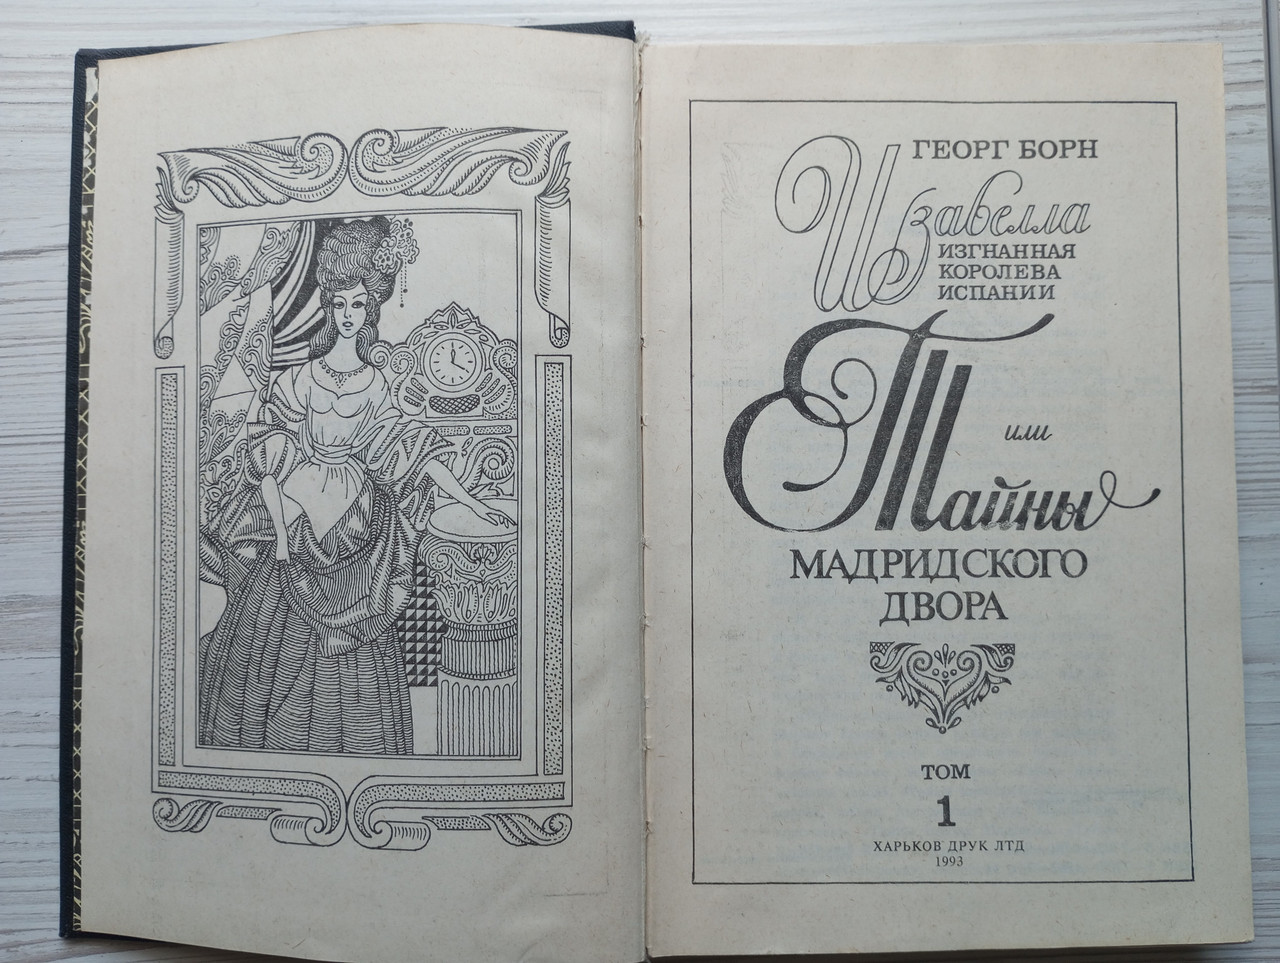 ГЕОРГ БОРН
Изабелла
ИЗГНАННАЯ
КОРОЛЕВА
ИСПАНИИ
или
Тайны
МАДРИДСКОГО
ДВОРА
ТОМ
1
ХАРЬКОВ ДРУК ЛТД
1993